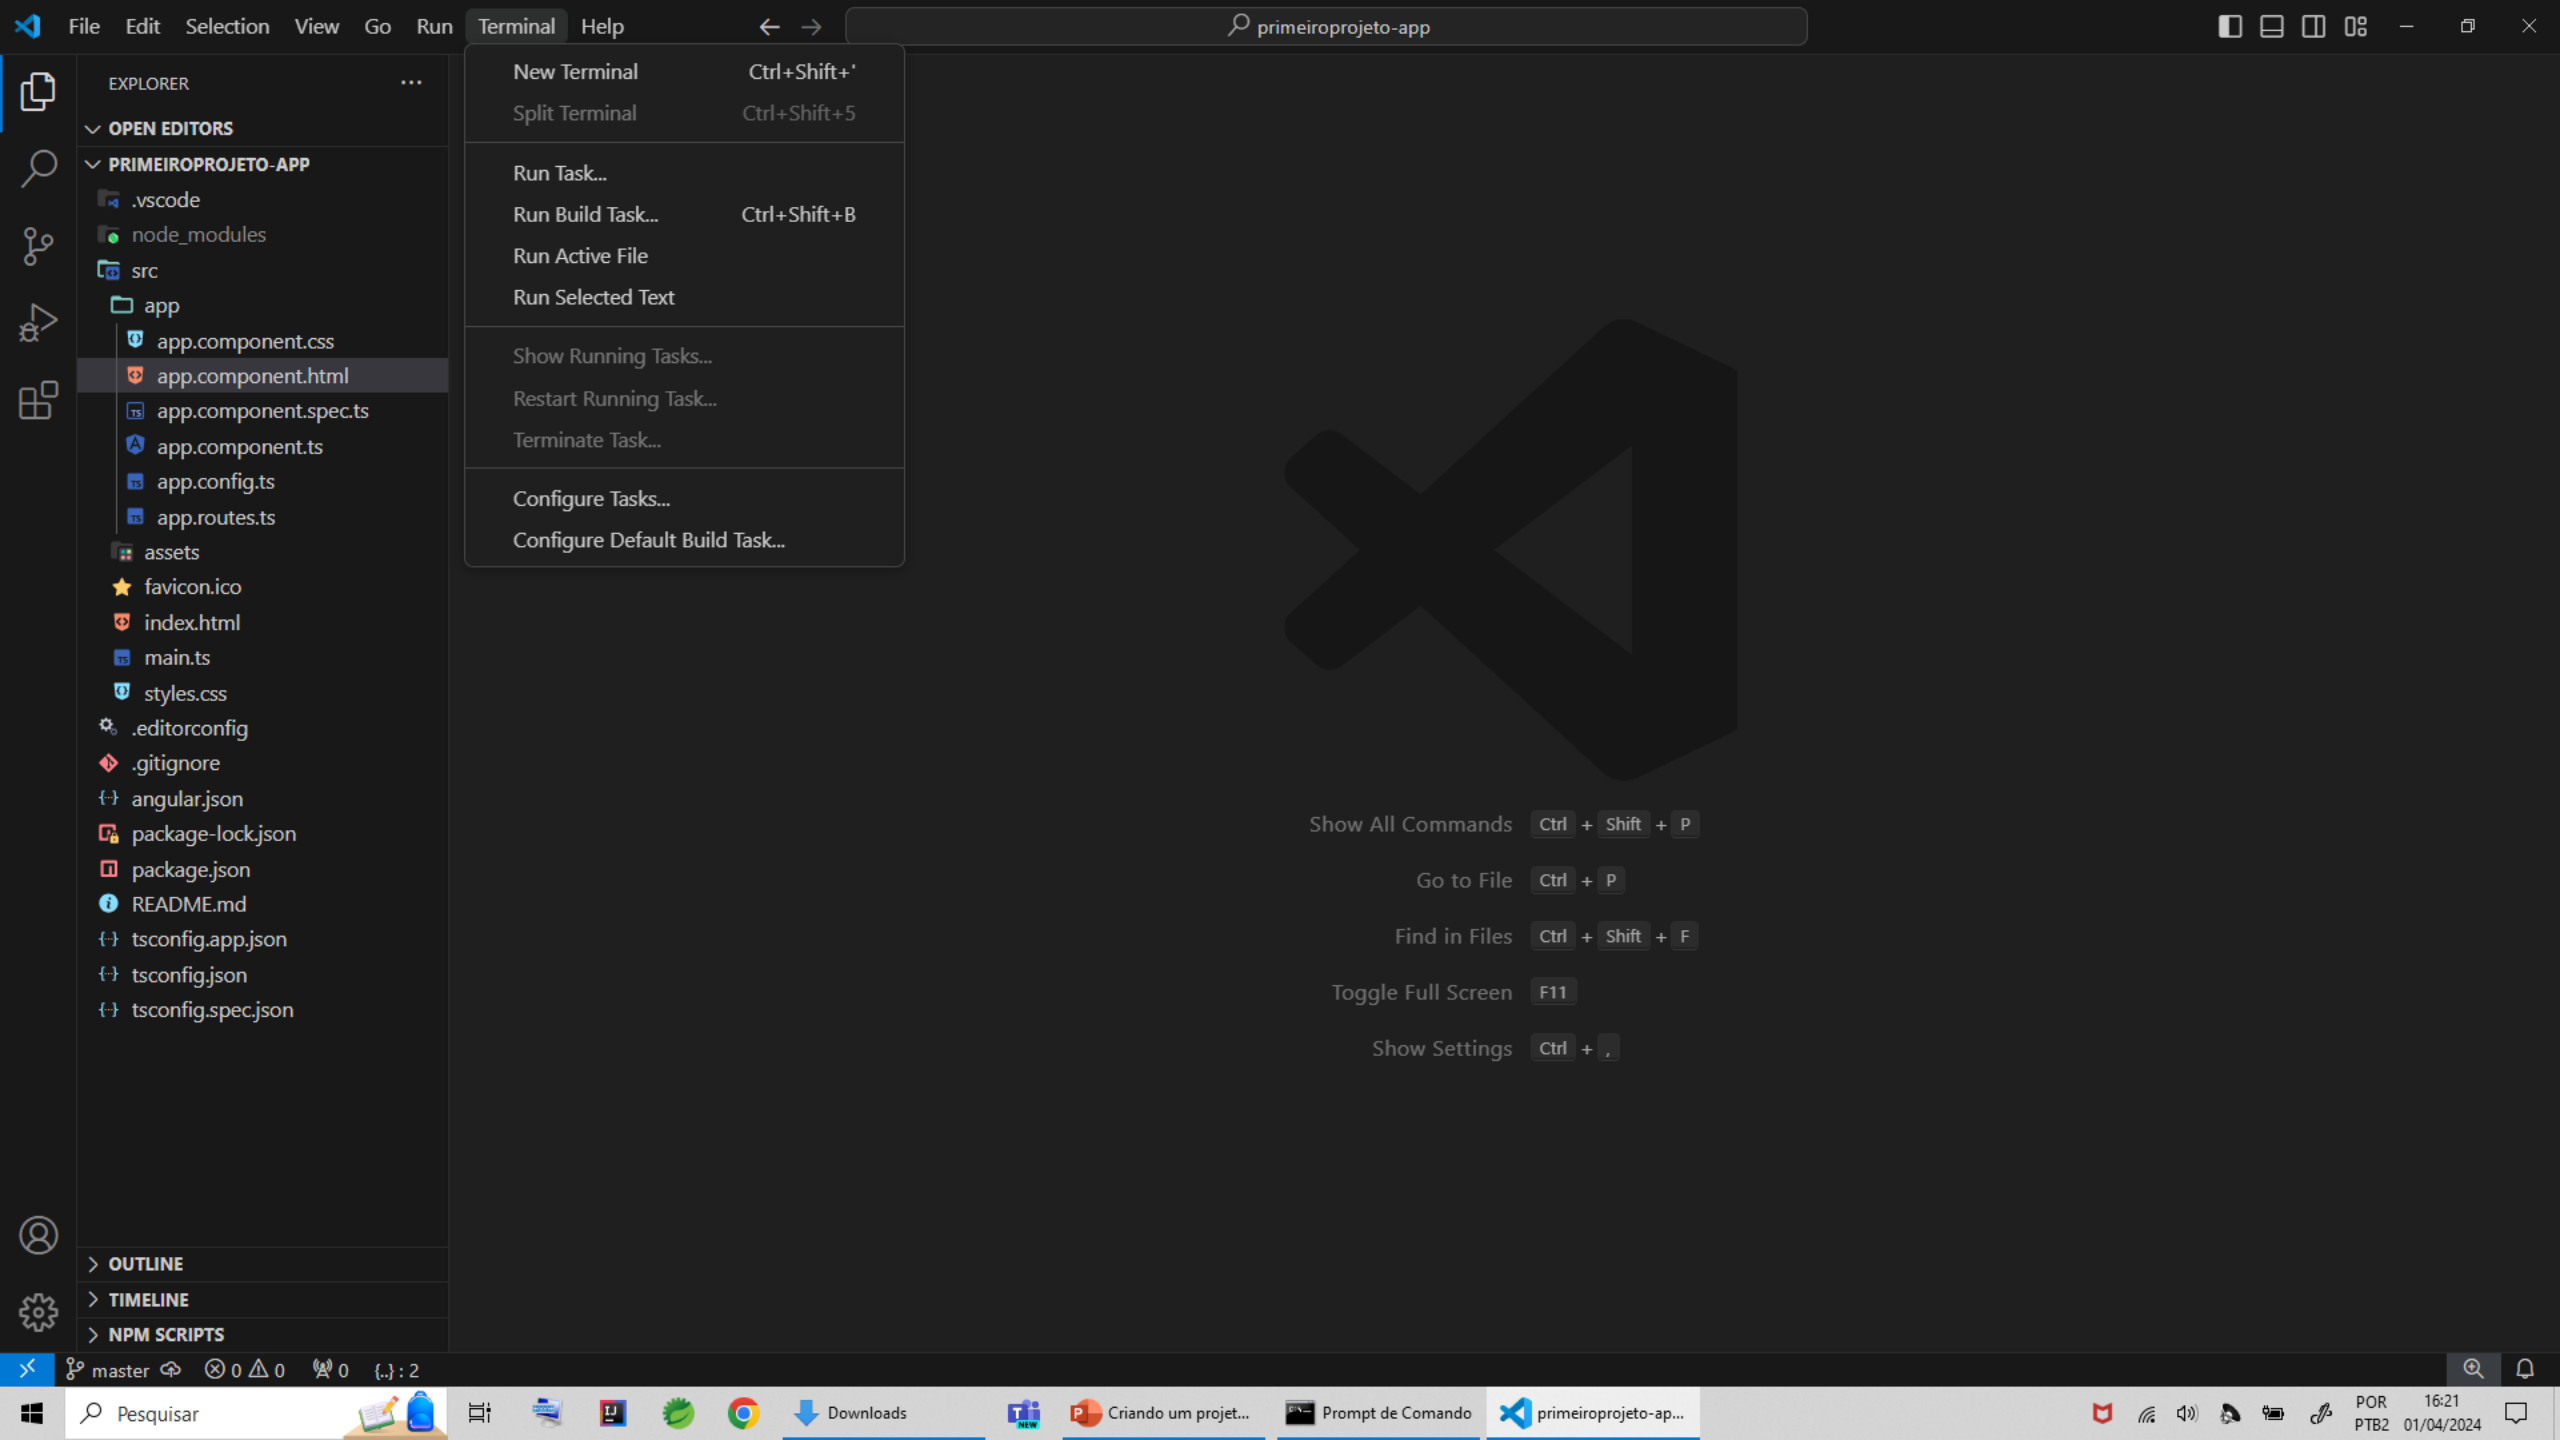 File Edit Selection View Go Run Terminal Help
primeiroprojeto-app
EXPLORER
OPEN EDITORS
PRIMEIROPROJETO-APP
.vscode
node_modules
src
app
app.component.css
app.component.html
app.component.spec.ts
app.component.ts
app.config.ts
app.routes.ts
assets
favicon.ico
index.html
main.ts
styles.css
.editorconfig
.gitignore
angular.json
package-lock.json
package.json
README.md
tsconfig.app.json
tsconfig.json
tsconfig.spec.json
OUTLINE
TIMELINE
NPM SCRIPTS
New Terminal Ctrl+Shift+'
Split Terminal Ctrl+Shift+5
Run Task...
Run Build Task... Ctrl+Shift+B
Run Active File
Run Selected Text
Show Running Tasks...
Restart Running Task...
Terminate Task...
Configure Tasks...
Configure Default Build Task...
Show All Commands Ctrl + Shift + P
Go to File Ctrl + P
Find in Files Ctrl + Shift + F
Toggle Full Screen F11
Show Settings Ctrl + ,
master 0 0 0 {..} : 2
Pesquisar
Downloads
Criando um projet...
Prompt de Comando
primeiroprojeto-ap...
POR
PTB2
16:21
01/04/2024